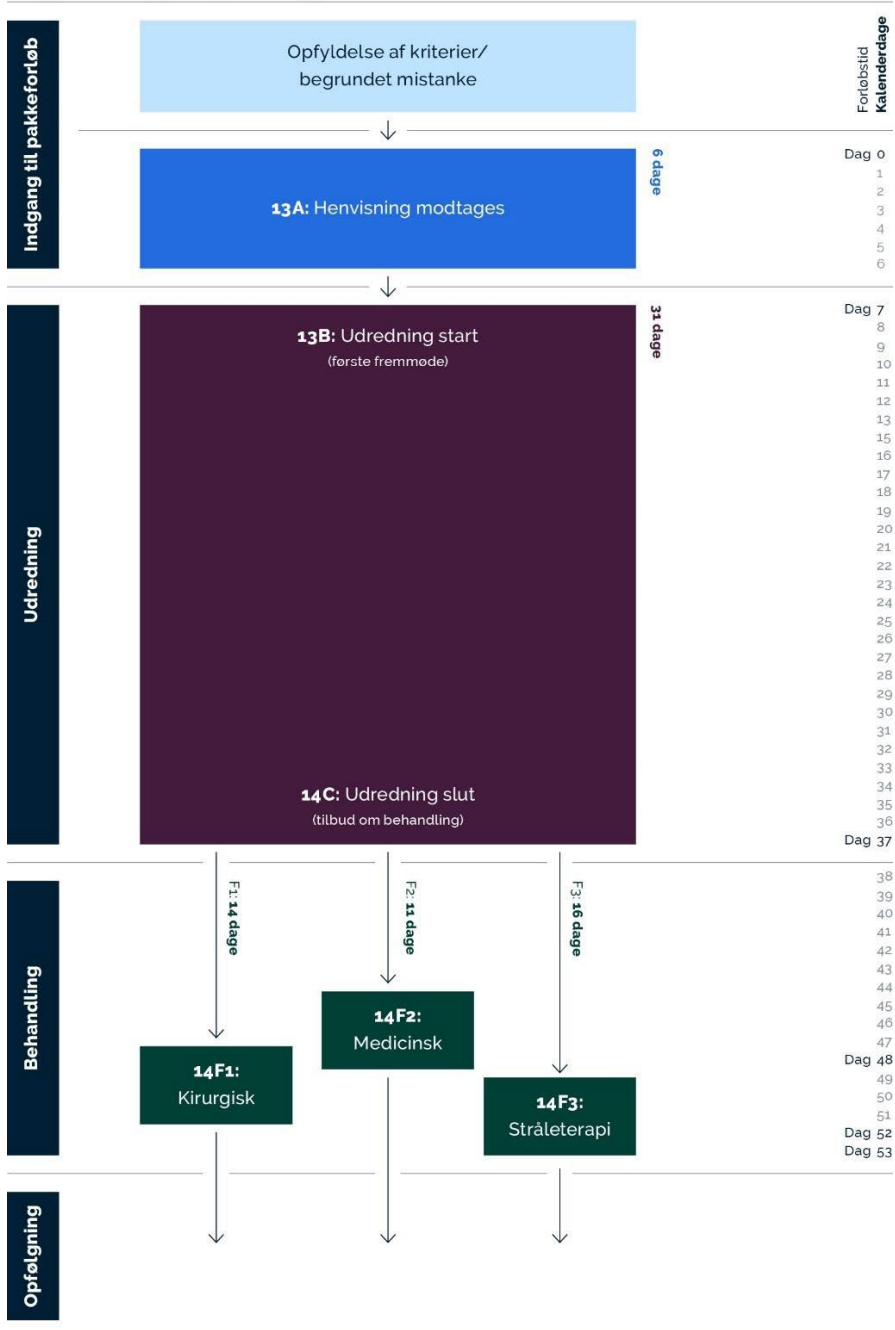 Forløbstid
Kalenderdage
Indgang til pakkeforløb
Opfyldelse af kriterier/
begrundet mistanke
13A: Henvisning modtages
6 dage
Dag 0
1
2
3
4
5
6
Udredning
13B: Udredning start
(første fremmøde)
31 dage
14C: Udredning slut
(tilbud om behandling)
Dag 7
8
9
10
11
12
13
15
16
17
18
19
20
21
22
23
24
25
26
27
28
29
30
31
32
33
34
35
36
Dag 37
Behandling
F1: 14 dage
F2: 11 dage
F3: 16 dage
14F2:
Medicinsk
14F1:
Kirurgisk
14F3:
Stråleterapi
38
39
40
41
42
43
44
45
46
47
Dag 48
49
50
51
Dag 52
Dag 53
Opfølgning